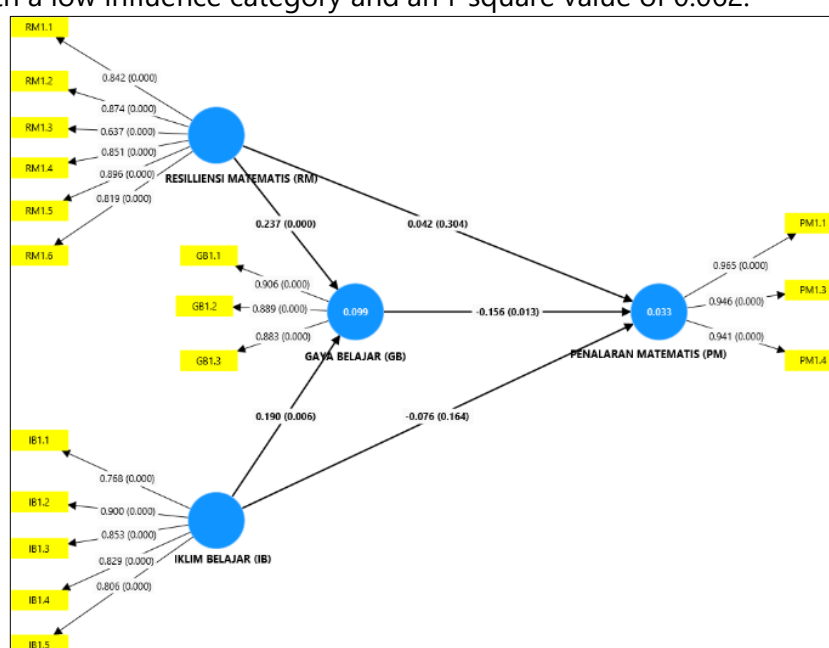 th a low influence category and an F square value of 0.062.
RM1.1
RM1.2
RM1.3
RM1.4
RM1.5
RM1.6
0.842 (0.000)
0.874 (0.000)
0.637 (0.000)
0.851 (0.000)
0.896 (0.000)
0.819 (0.000)
RESILLIENSI MATEMATIS (RM)
0.237 (0.000)
0.042 (0.304)
GB1.1
GB1.2
GB1.3
0.906 (0.000)
0.889 (0.000)
0.883 (0.000)
0.099
GAYA BELAJAR (GB)
-0.156 (0.013)
0.033
PENALARAN MATEMATIS (PM)
PM1.1
PM1.3
PM1.4
0.965 (0.000)
0.946 (0.000)
0.941 (0.000)
0.190 (0.006)
-0.076 (0.164)
IB1.1
IB1.2
IB1.3
IB1.4
IB1.5
0.768 (0.000)
0.900 (0.000)
0.853 (0.000)
0.829 (0.000)
0.806 (0.000)
IKLIM BELAJAR (IB)